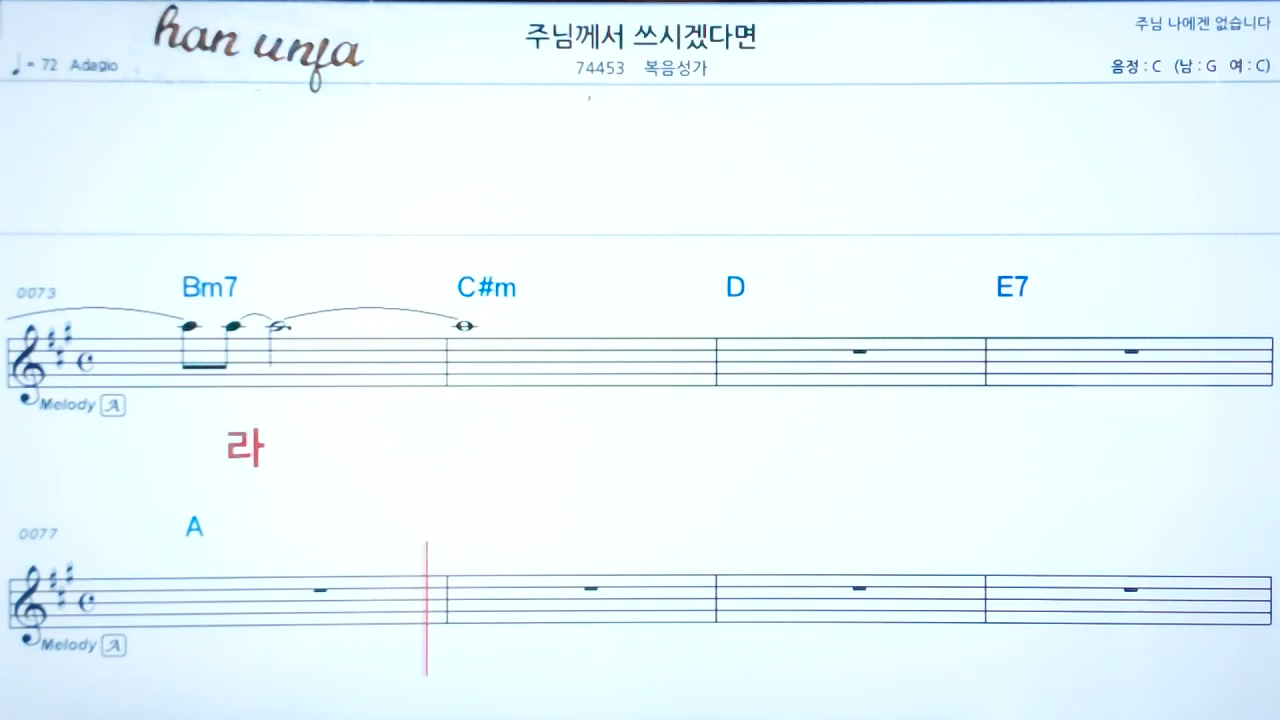 han unfa
주님께서 쓰시겠다면
주님 나에겐 없습니다
♩= 72 Adagio
74453 복음성가
음정 : C (남 : G 여 : C)
0073 Bm7 C#m D E7
Melody A
라
0077 A
Melody A